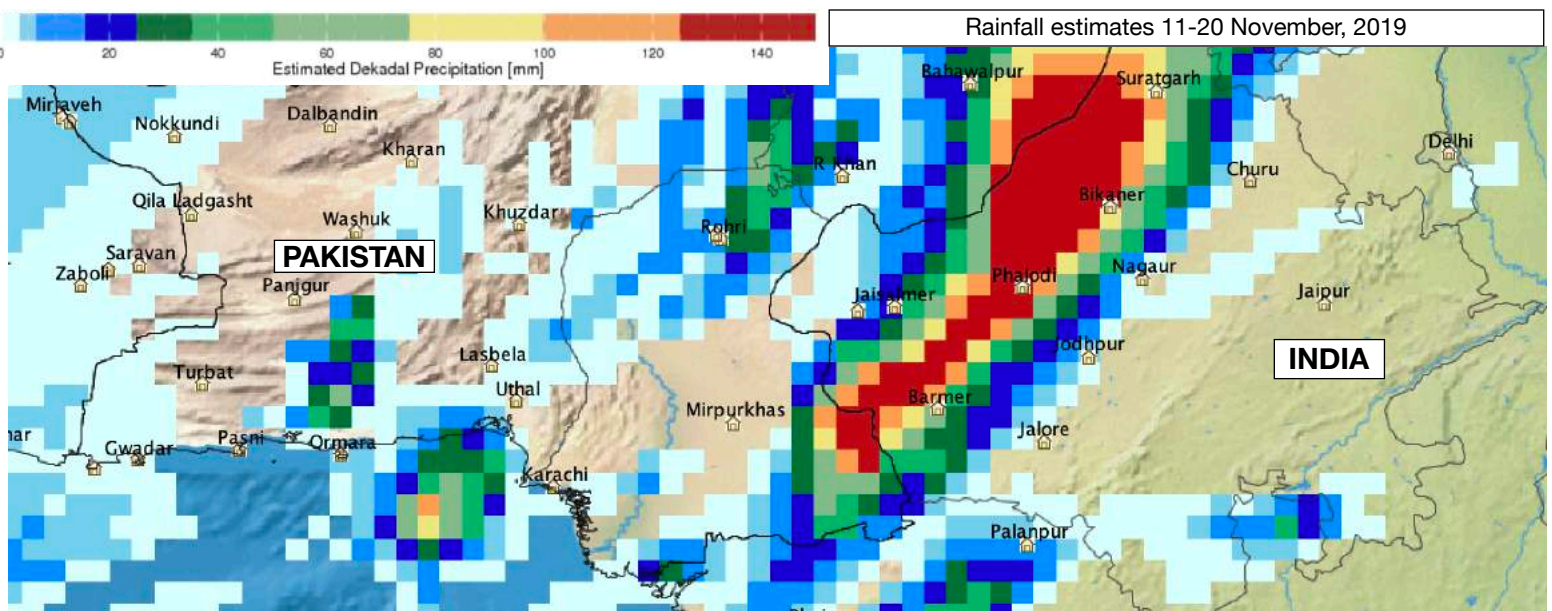 0 20 40 60 80 100 120 140
Estimated Dekadal Precipitation [mm]
Rainfall estimates 11-20 November, 2019
Bahawalpur
Suratgarh
Mirjaveh
Nokkundi
Dalbandin
Kharan
R Khan
Churu
Delhi
Qila Ladgasht
Washuk
Khuzdar
Rohri
Bikaner
PAKISTAN
Saravan
Zaboli
Panjgur
Jaisalmer
Phalodi
Nagaur
Jaipur
Lasbela
Jodhpur
INDIA
Turbat
Uthal
Mirpurkhas
Barmer
Jalore
Gwadar
Pasni
Ormara
Karachi
Palanpur